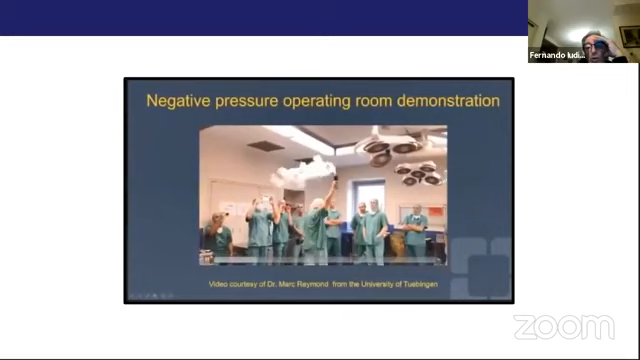 Fernando Iudi...
Negative pressure operating room demonstration
Video courtesy of Dr. Marc Reymond from the University of Tuebingen
zoom